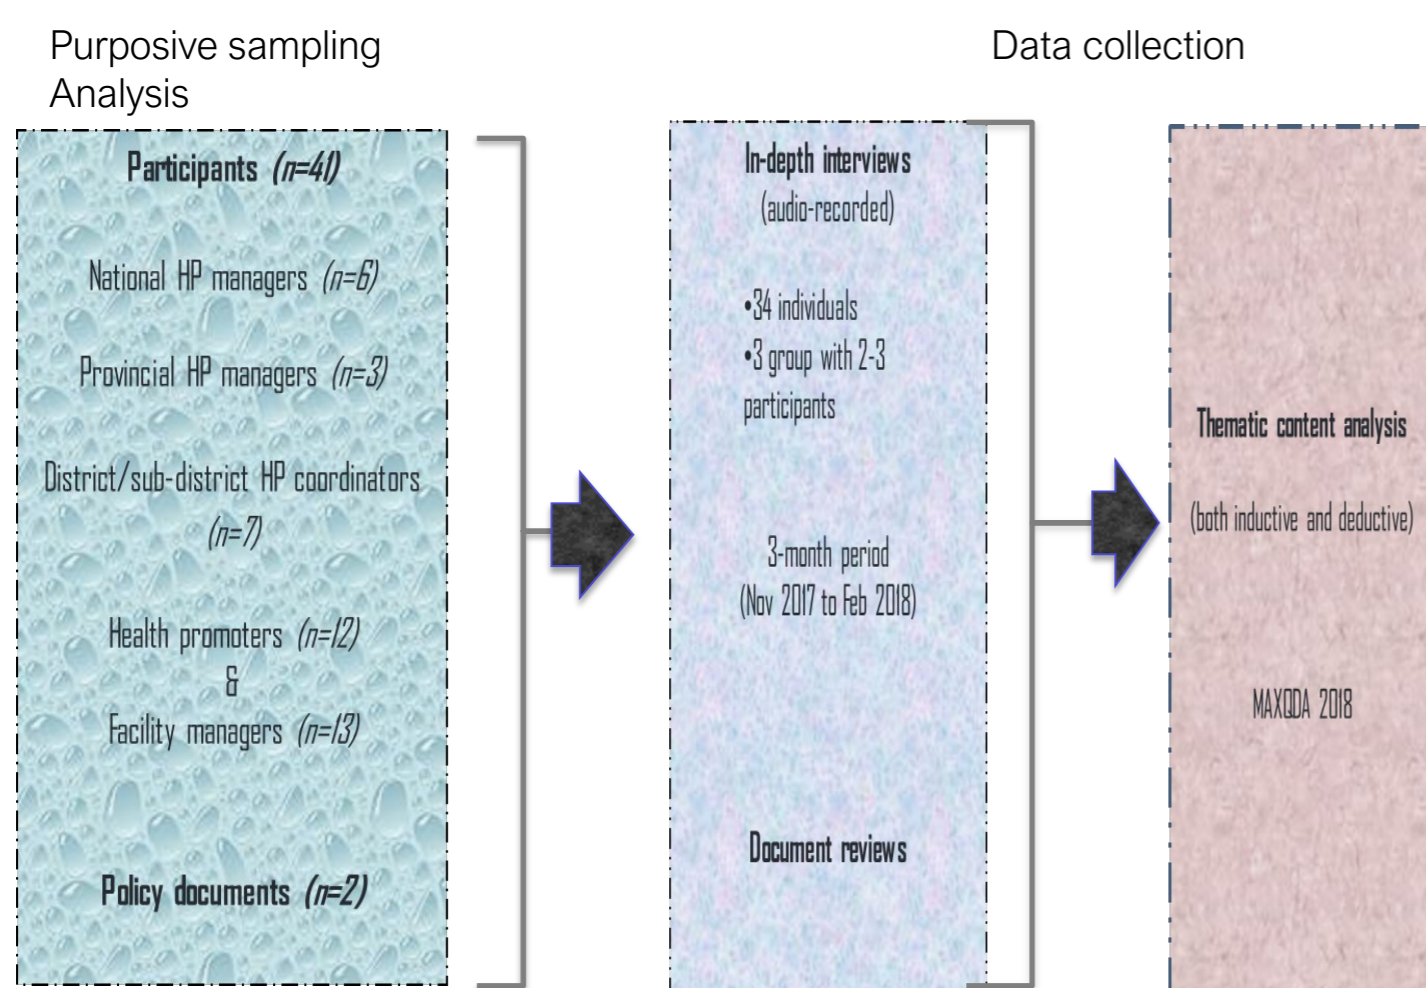 Purposive sampling
Analysis
Data collection
Participants (n=41)
National HP managers (n=6)
Provincial HP managers (n=3)
District/sub-district HP coordinators
(n=7)
Health promoters (n=12)
&
Facility managers (n=13)
Policy documents (n=2)
In-depth interviews
(audio-recorded)
•34 individuals
•3 group with 2-3
participants
3-month period
(Nov 2017 to Feb 2018)
Document reviews
Thematic content analysis
(both inductive and deductive)
MAXQDA 2018